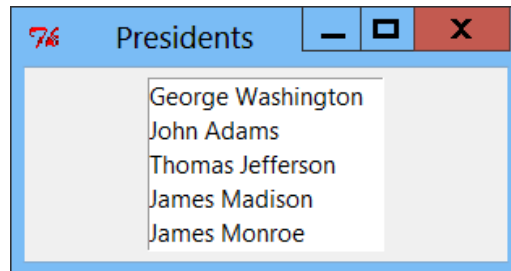 Presidents
George Washington
John Adams
Thomas Jefferson
James Madison
James Monroe